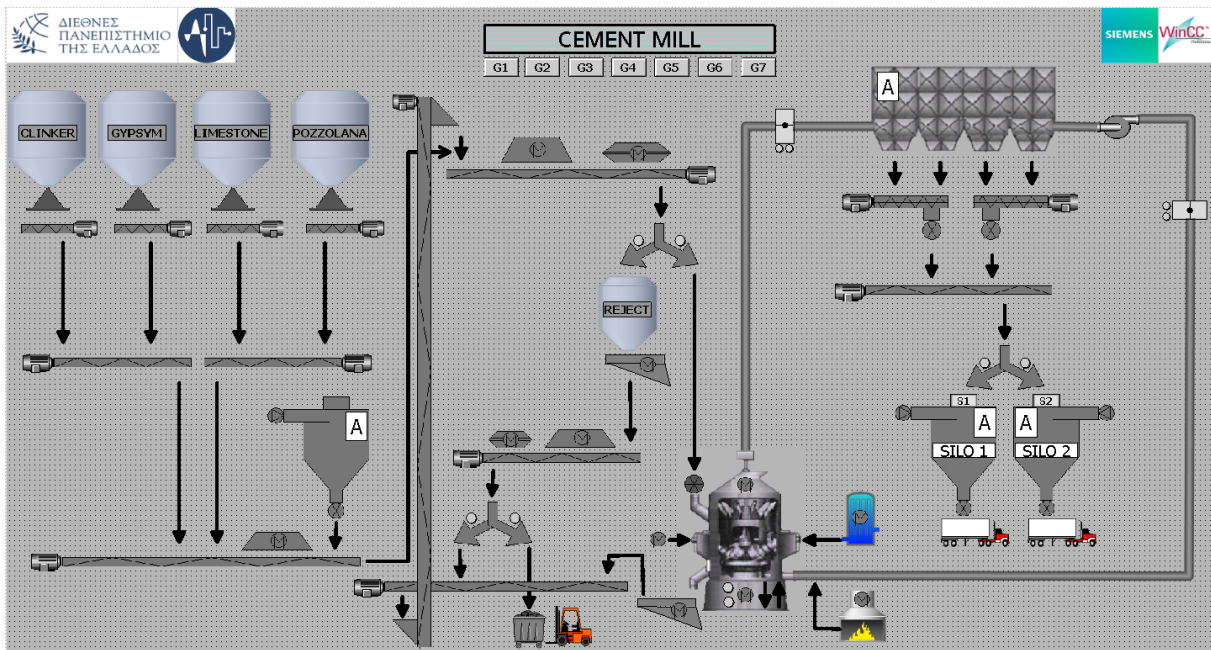 ΔΙΕΘΝΕΣ
ΠΑΝΕΠΙΣΤΗΜΙΟ
ΤΗΣ ΕΛΛΑΔΟΣ
CEMENT MILL
SIEMENS
WinCC
G1 G2 G3 G4 G5 G6 G7
A
CLINKER
GYPSYM
LIMESTONE
POZZOLANA
REJECT
S1
S2
A
A
A
SILO 1
SILO 2